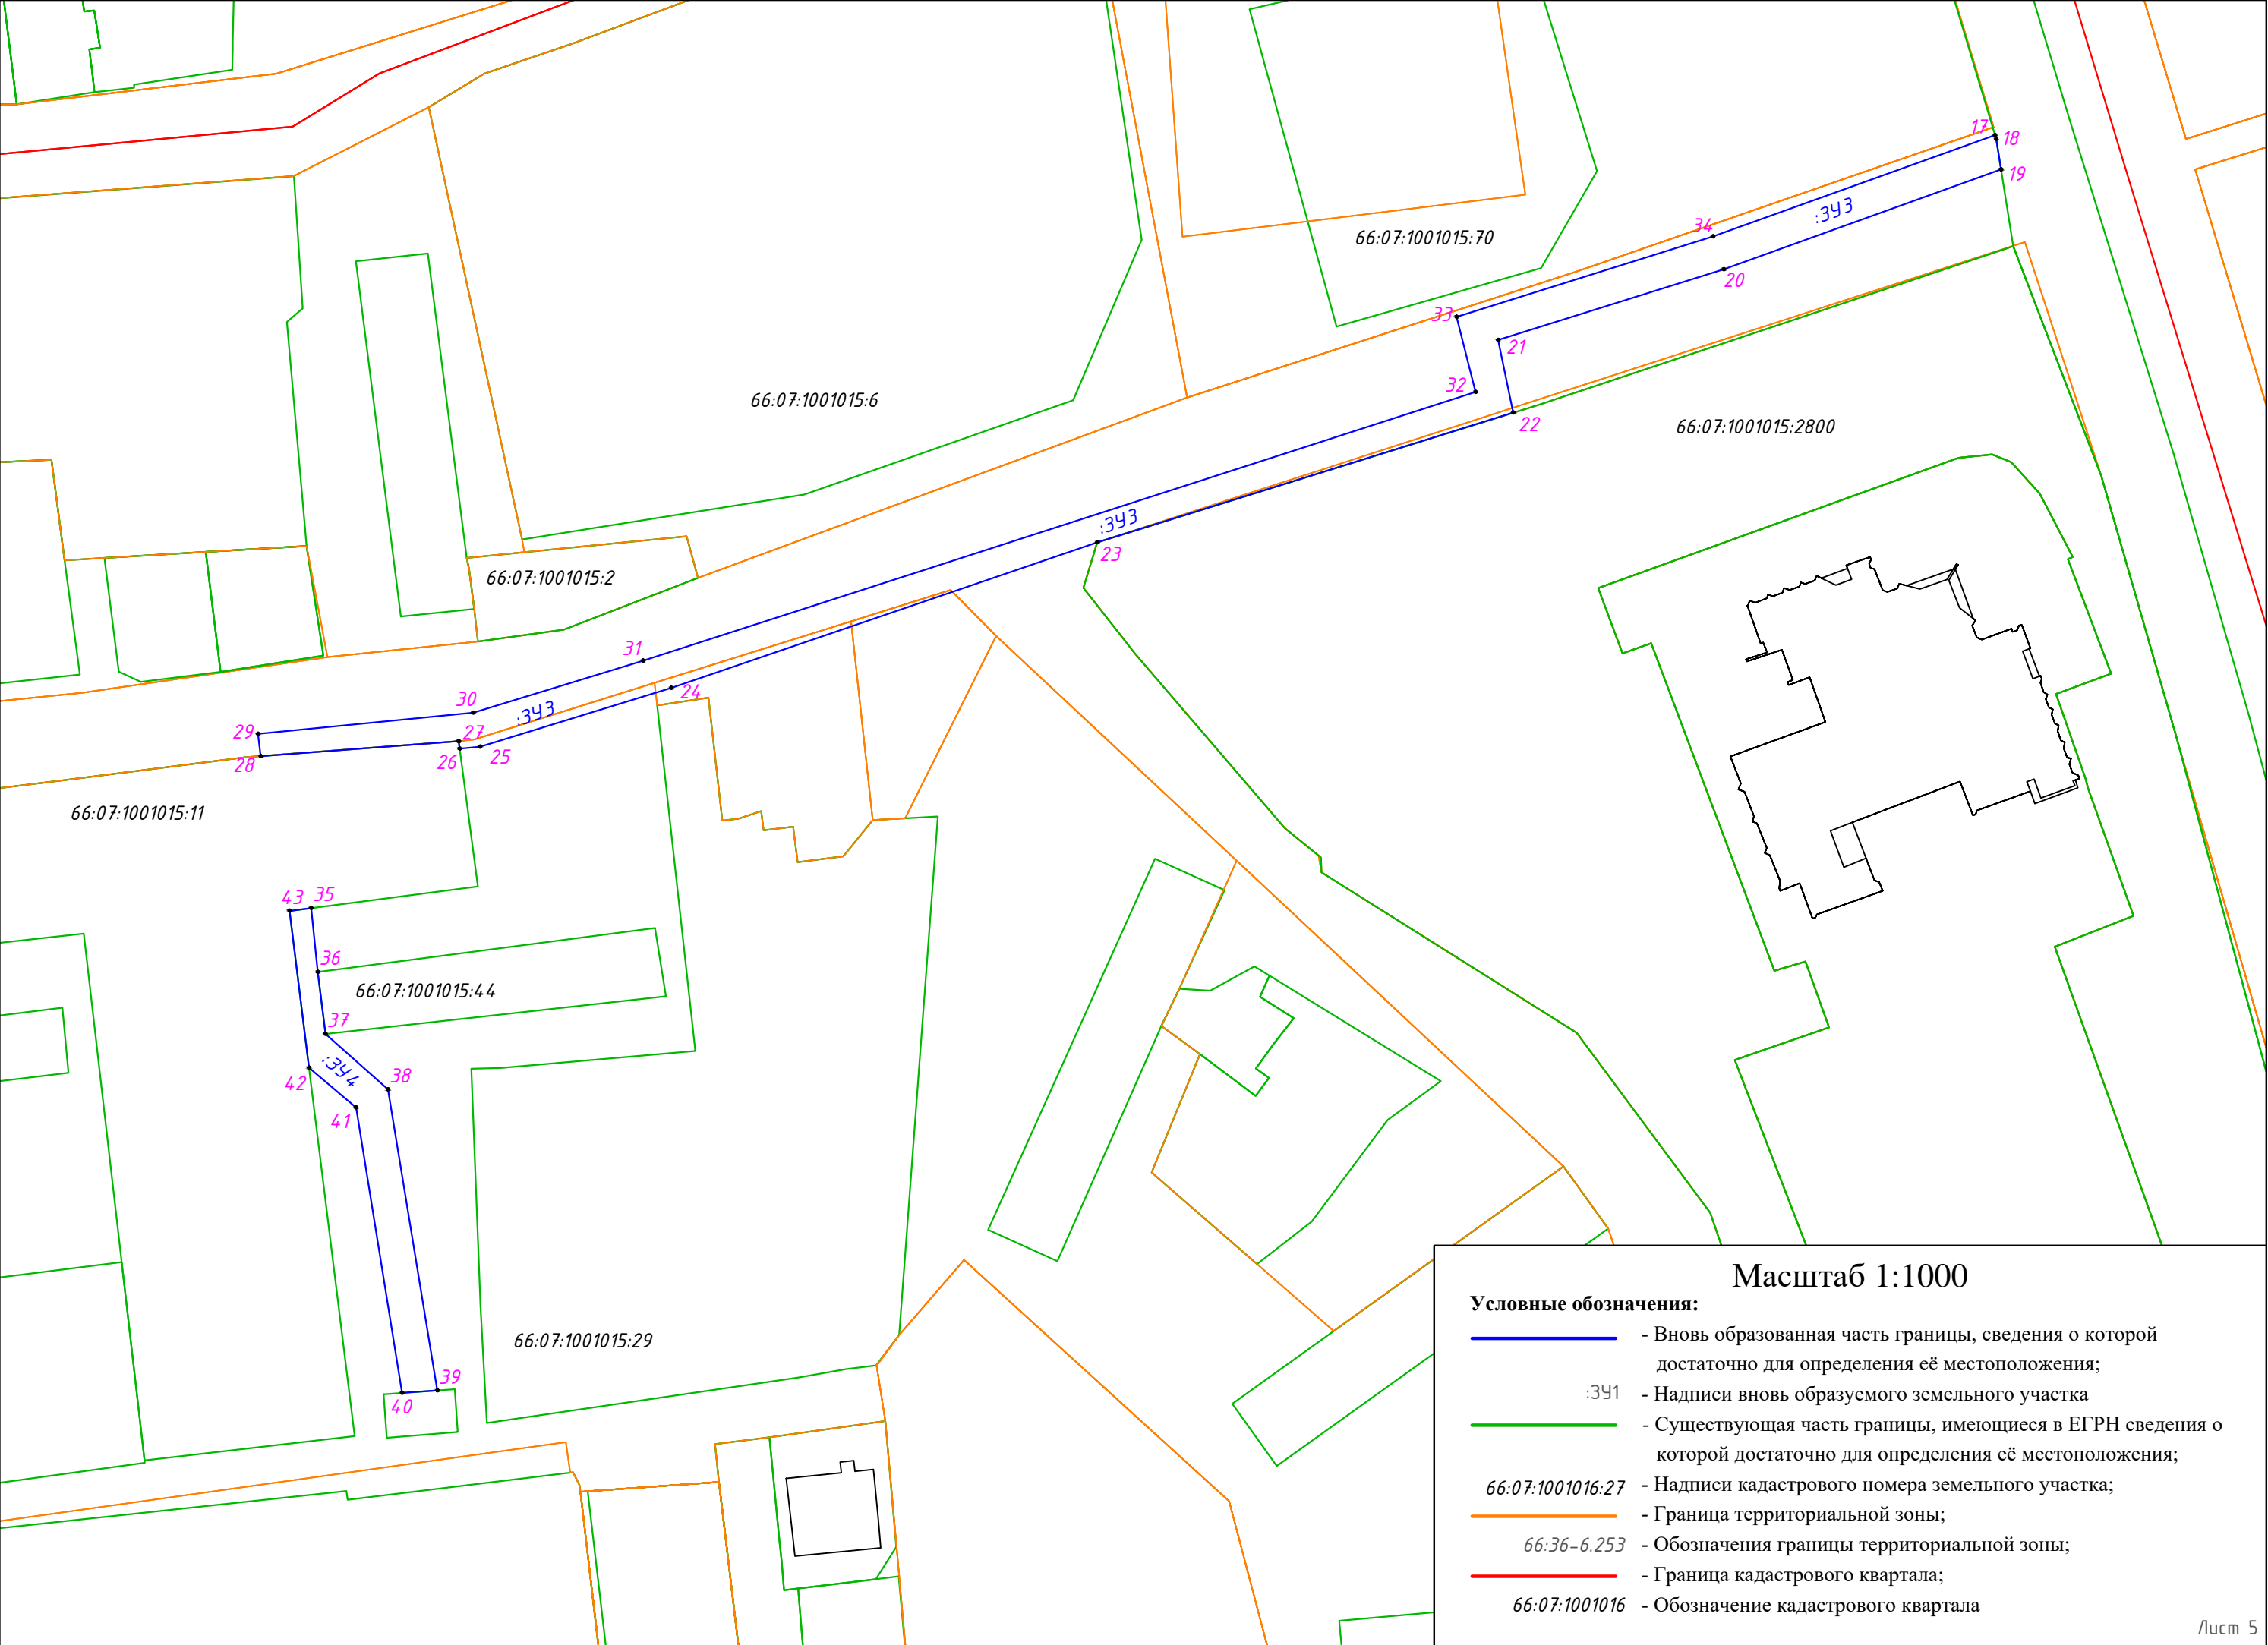 17
18
19
:ЗУ3
34
66:07:1001015:70
20
33
21
32
66:07:1001015:6
22
66:07:1001015:2800
:ЗУ3
23
66:07:1001015:2
31
24
30
:ЗУ3
29
27
28
26
25
66:07:1001015:11
43
35
36
66:07:1001015:44
37
:ЗУ4
38
42
41
66:07:1001015:29
39
40
Масштаб 1:1000
Условные обозначения:
- Вновь образованная часть границы, сведения о которой
достаточно для определения её местоположения;
:ЗУ1 - Надписи вновь образуемого земельного участка
- Существующая часть границы, имеющиеся в ЕГРН сведения о
которой достаточно для определения её местоположения;
66:07:1001016:27 - Надписи кадастрового номера земельного участка;
- Граница территориальной зоны;
66:36-6.253 - Обозначения границы территориальной зоны;
- Граница кадастрового квартала;
66:07:1001016 - Обозначение кадастрового квартала
Лист 5